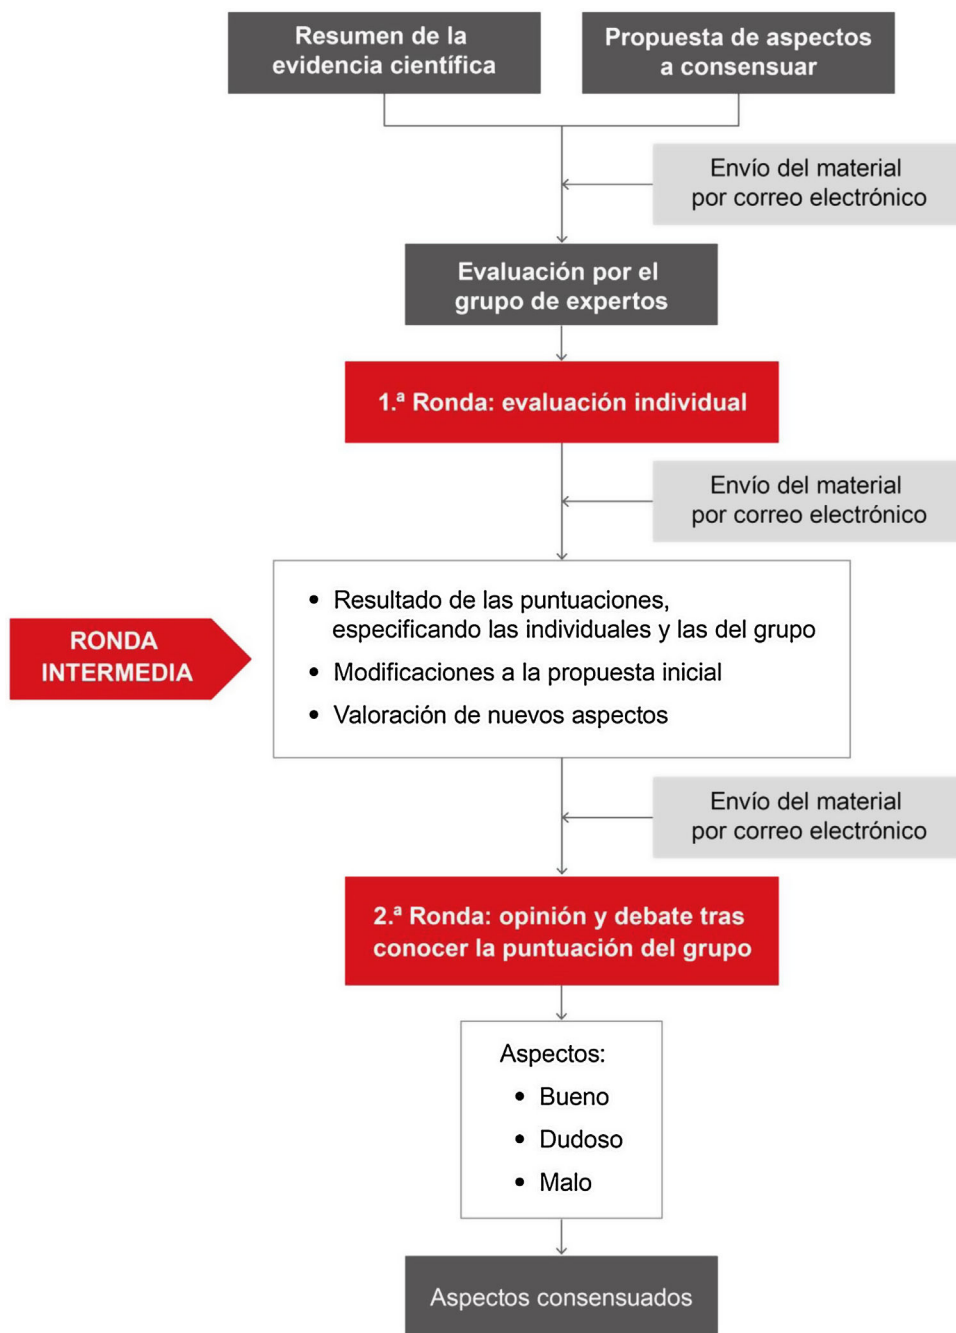 Resumen de la
evidencia científica
Propuesta de aspectos
a consensuar
Envío del material
por correo electrónico
Evaluación por el
grupo de expertos
1.ª Ronda: evaluación individual
Envío del material
por correo electrónico
RONDA
INTERMEDIA
• Resultado de las puntuaciones,
especificando las individuales y las del grupo
• Modificaciones a la propuesta inicial
• Valoración de nuevos aspectos
Envío del material
por correo electrónico
2.ª Ronda: opinión y debate tras
conocer la puntuación del grupo
Aspectos:
• Bueno
• Dudoso
• Malo
Aspectos consensuados